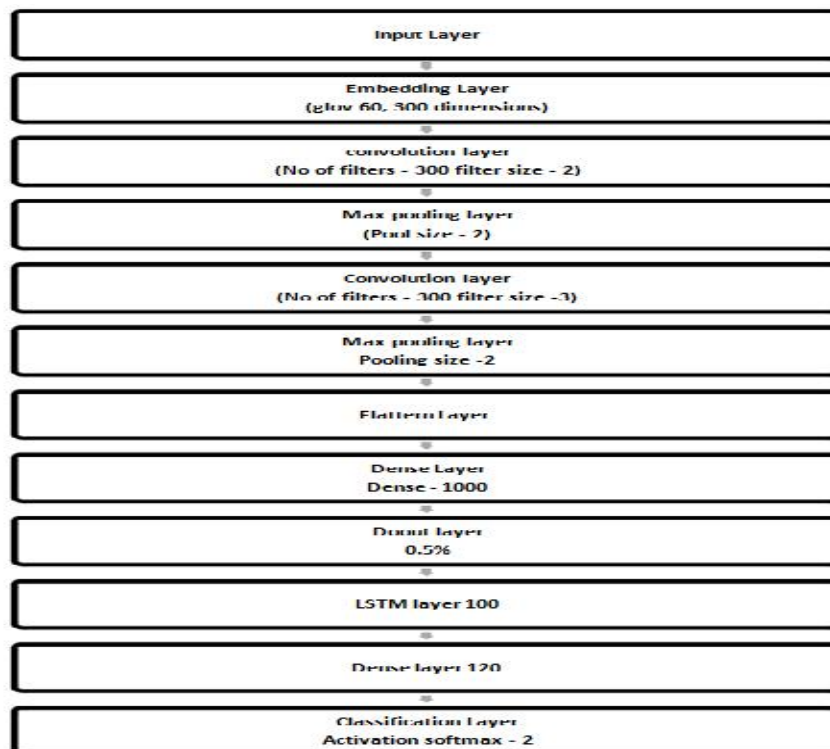 Input Layer
Embedding Layer
(glov 60, 300 dimensions)
convolution layer
(No of filters - 300 filter size - 2)
Max pooling layer
(Pool size - 2)
Convolution layer
(No of filters - 300 filter size -3)
Max pooling layer
Pooling size -2
Flattern Layer
Dense Layer
Dense - 1000
layer
0.5%
LSTM layer 100
Dense layer 120
Classification Layer
Activation softmax - 2